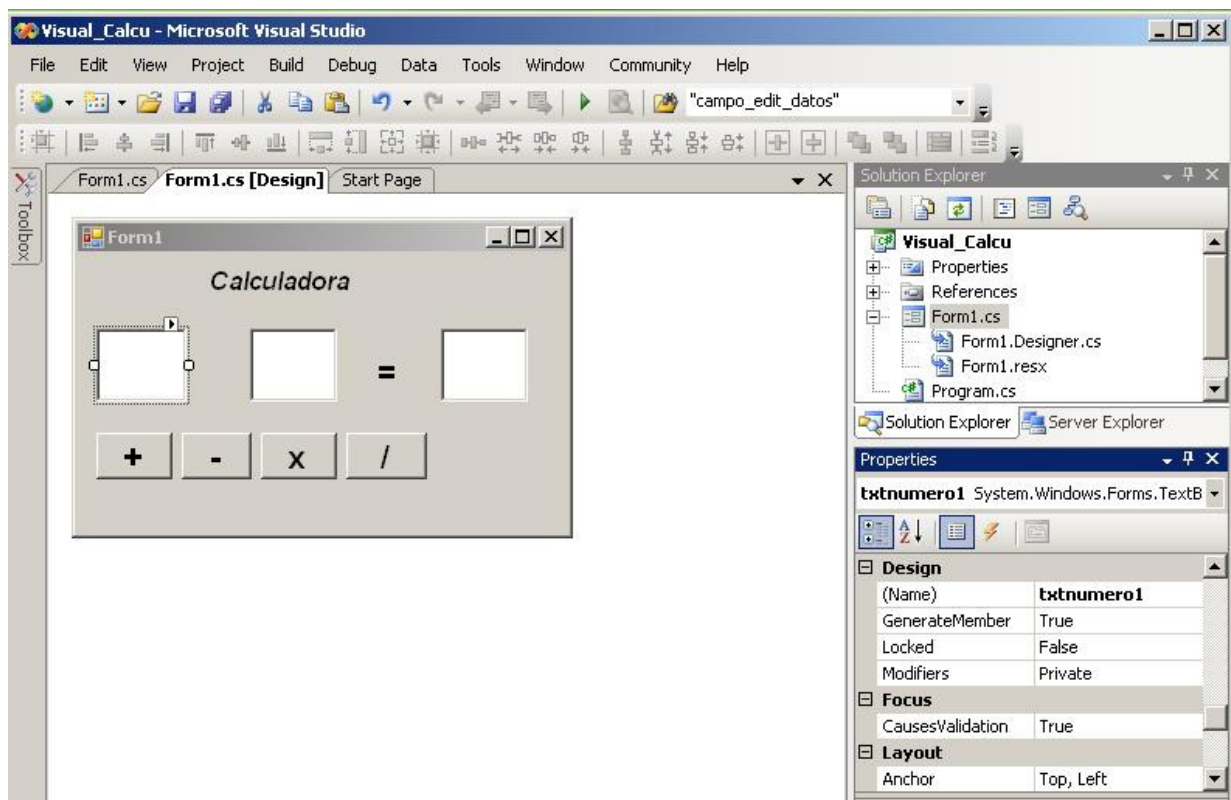 Visual_Calcu - Microsoft Visual Studio
File Edit View Project Build Debug Data Tools Window Community Help
"campo_edit_datos"
Toolbox
Form1.cs Form1.cs [Design] Start Page
Form1
Calculadora
=
+ - x /
Solution Explorer
Visual_Calcu
Properties
References
Form1.cs
Form1.Designer.cs
Form1.resx
Program.cs
Solution Explorer Server Explorer
Properties
txtnumero1 System.Windows.Forms.TextB
Design
(Name) txtnumero1
GenerateMember True
Locked False
Modifiers Private
Focus
CausesValidation True
Layout
Anchor Top, Left